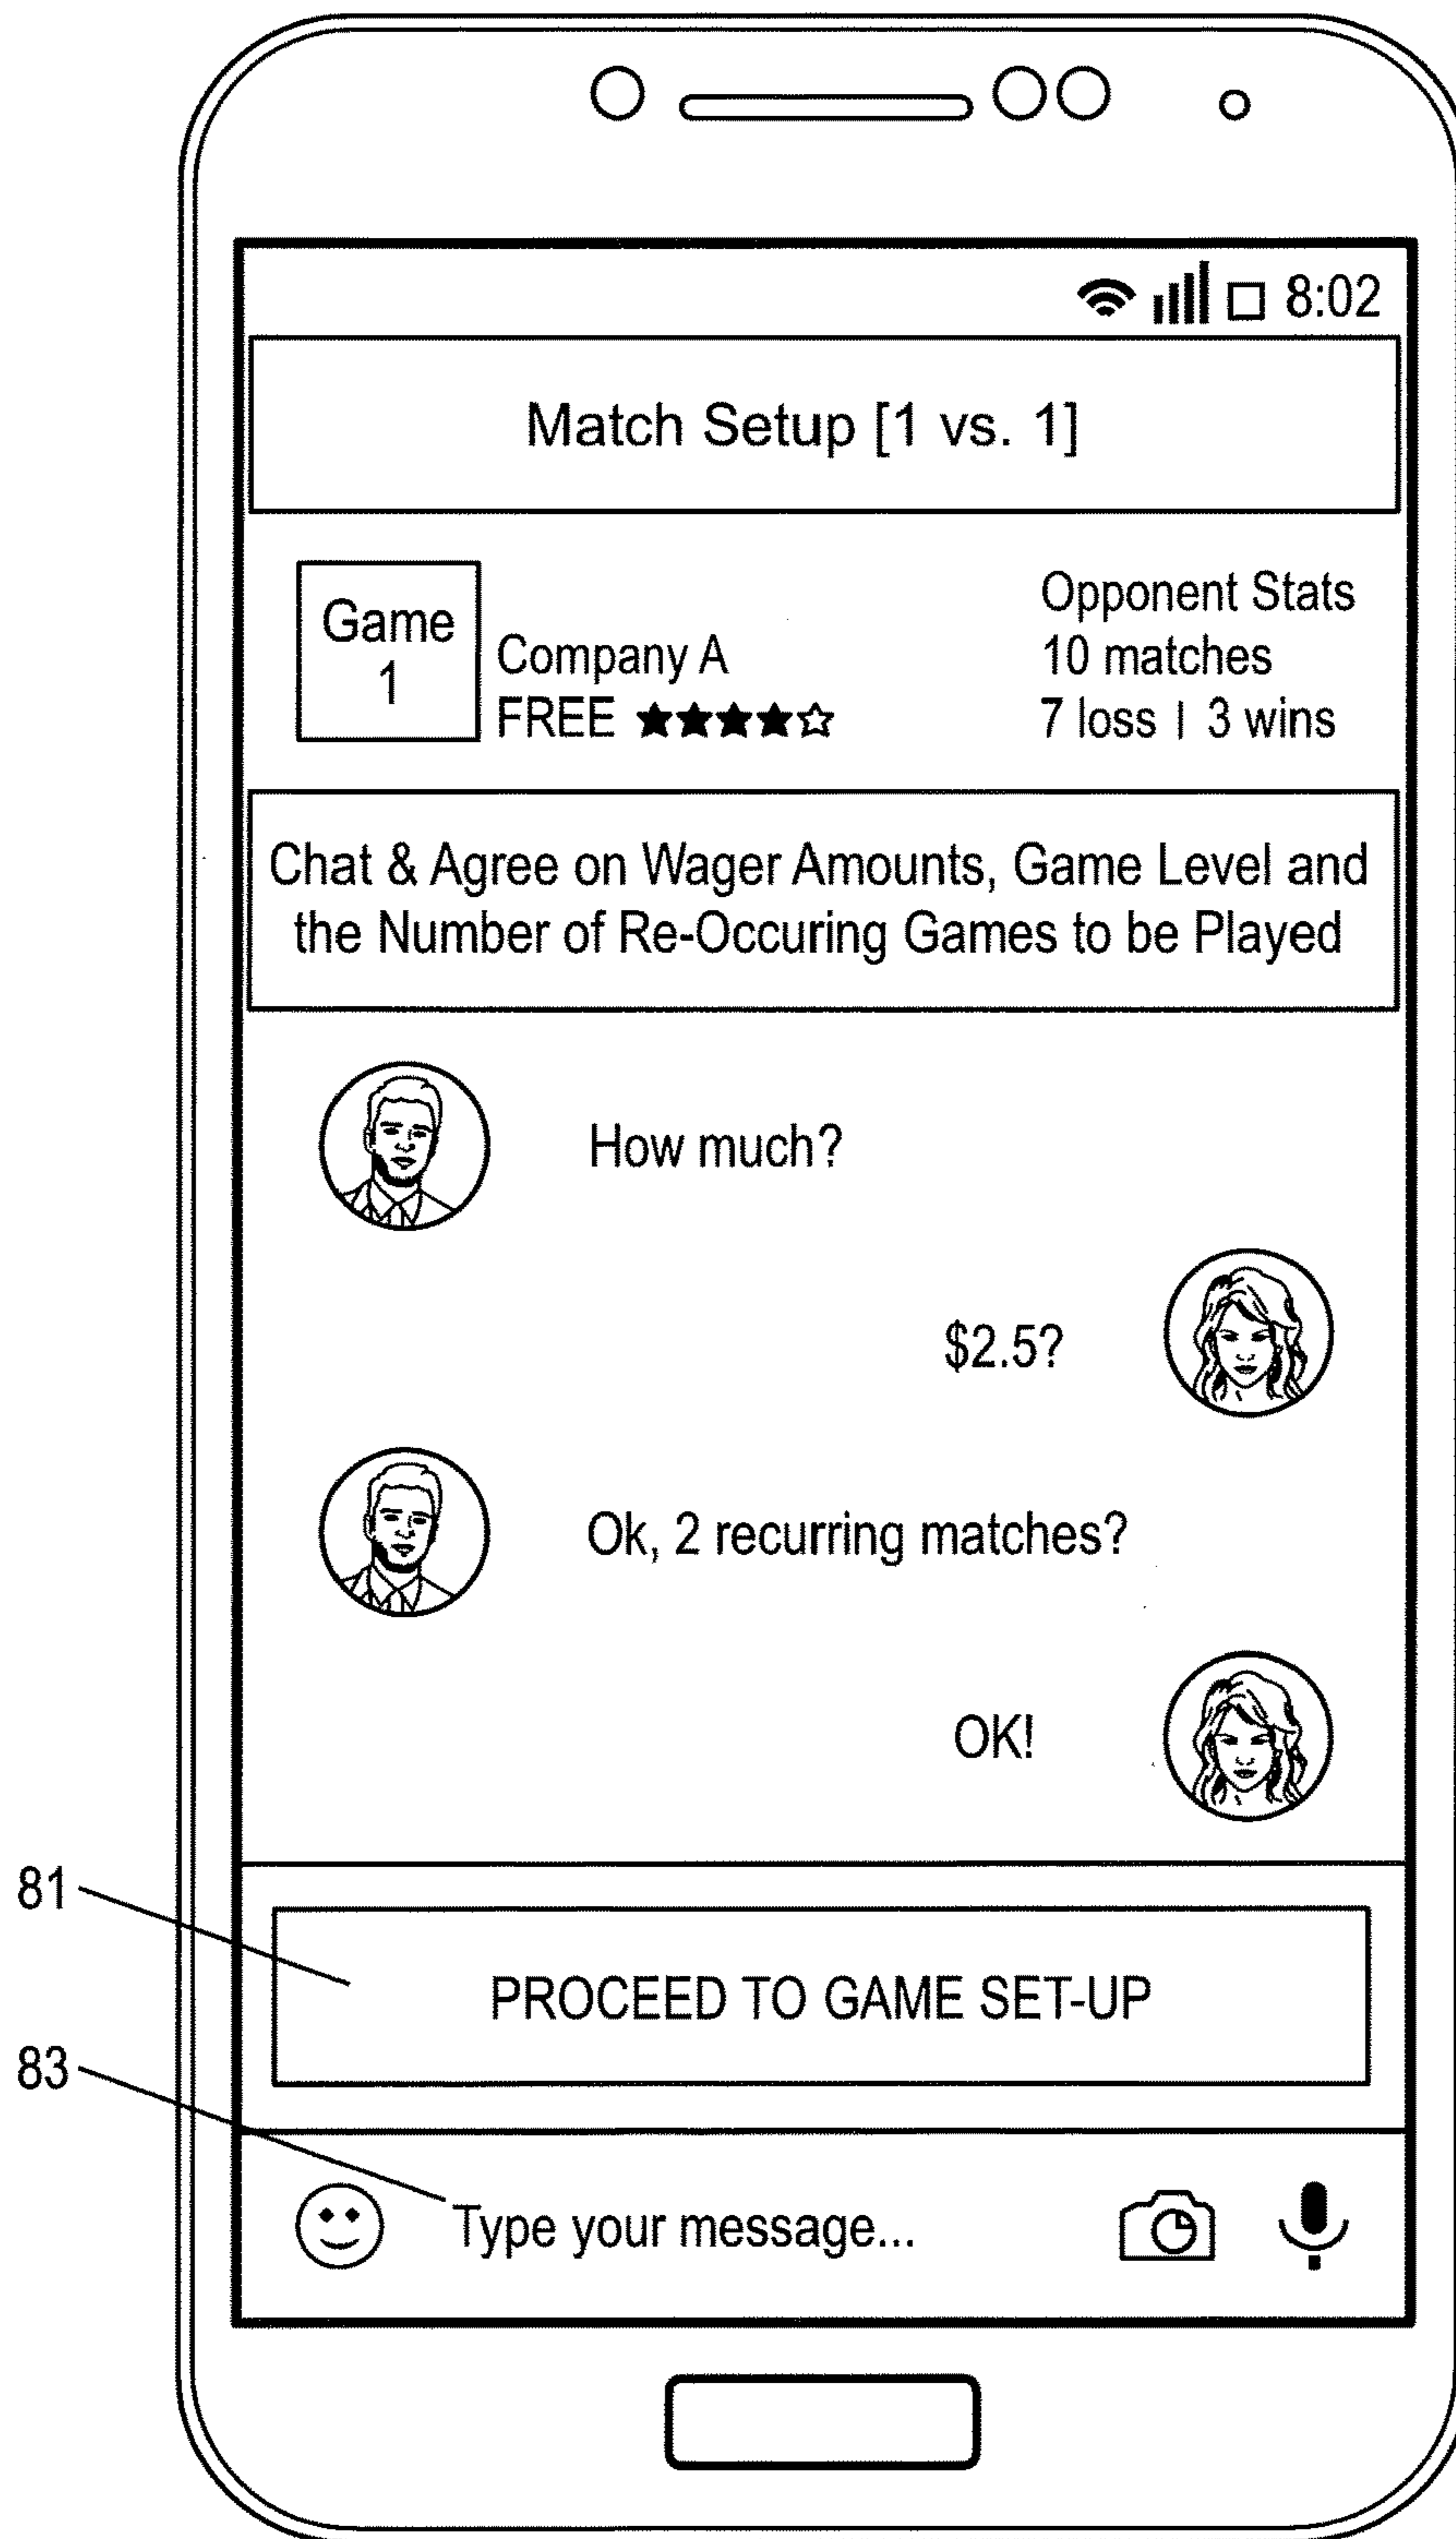 8:02
Match Setup [1 vs. 1]
Game
1
Company A
FREE ★★★★☆
Opponent Stats
10 matches
7 loss | 3 wins
Chat & Agree on Wager Amounts, Game Level and
the Number of Re-Occuring Games to be Played
How much?
$2.5?
Ok, 2 recurring matches?
OK!
81
PROCEED TO GAME SET-UP
83
Type your message...